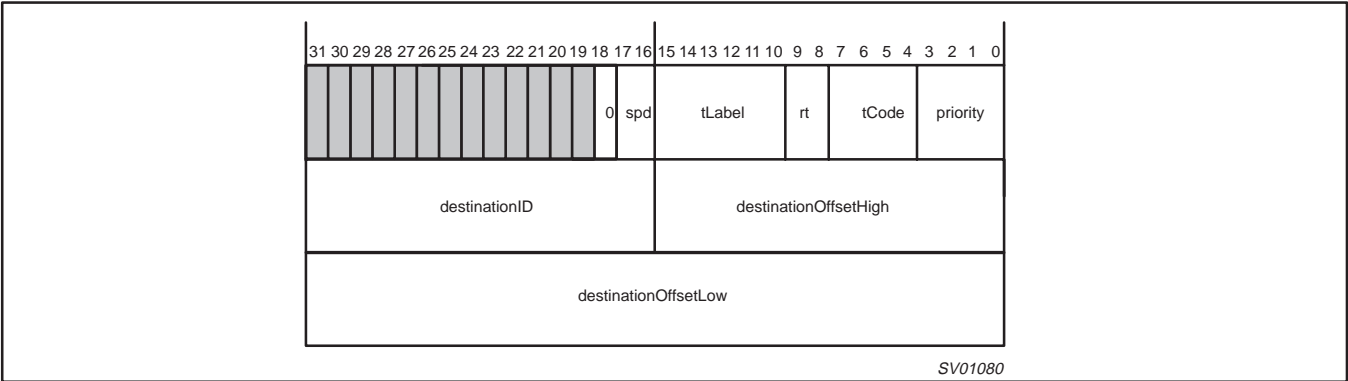 31 30 29 28 27 26 25 24 23 22 21 20 19 18 17 16 15 14 13 12 11 10 9 8 7 6 5 4 3 2 1 0
0 spd tLabel rt tCode priority
destinationID destinationOffsetHigh
destinationOffsetLow
SV01080